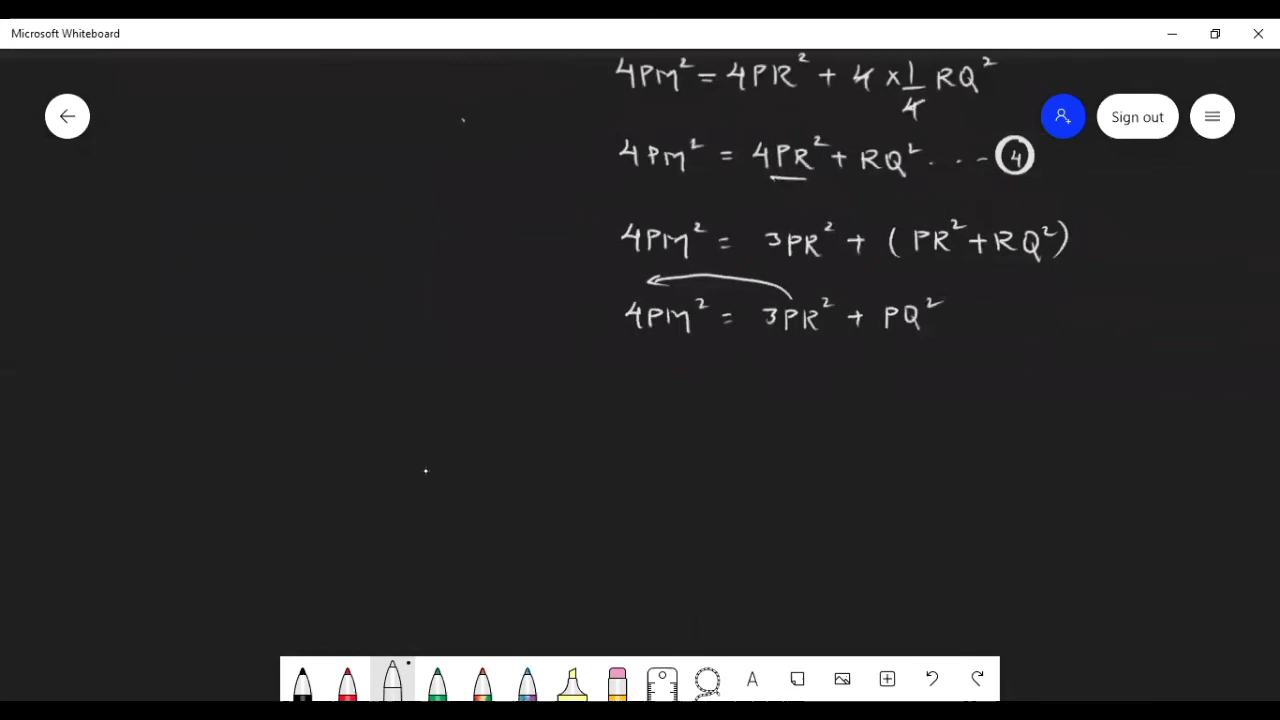 Microsoft Whiteboard
4PM² = 4PR² + 4 × 1/4 RQ²
Sign out
4PM² = 4PR² + RQ² . . . - ④
4PM² = 3PR² + (PR² + RQ²)
4PM² = 3PR² + PQ²
A